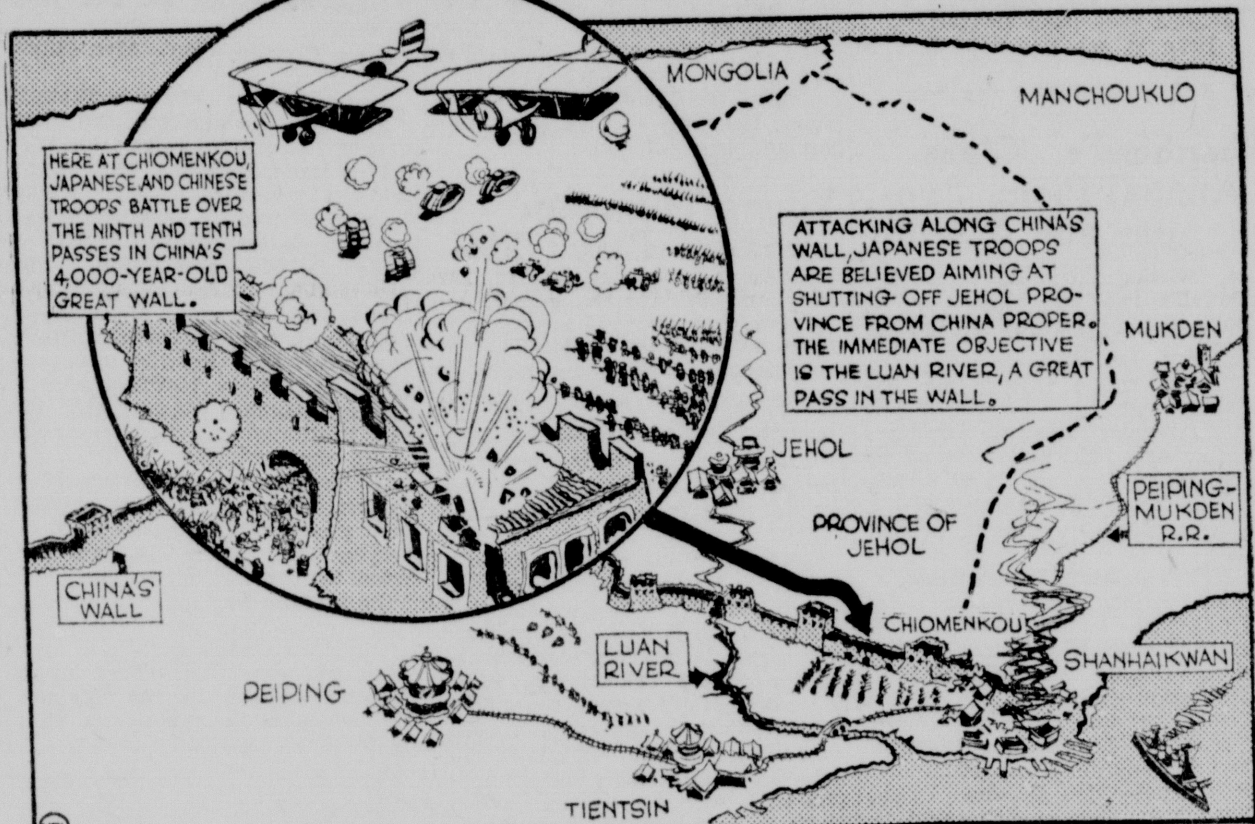 HERE AT CHIOMENKOU,
JAPANESE AND CHINESE
TROOPS BATTLE OVER
THE NINTH AND TENTH
PASSES IN CHINA'S
4,000-YEAR-OLD
GREAT WALL.
MONGOLIA
MANCHOUKUO
ATTACKING ALONG CHINA'S
WALL, JAPANESE TROOPS
ARE BELIEVED AIMING AT
SHUTTING OFF JEHOL PRO-
VINCE FROM CHINA PROPER.
THE IMMEDIATE OBJECTIVE
IS THE LUAN RIVER, A GREAT
PASS IN THE WALL.
MUKDEN
JEHOL
PROVINCE OF
JEHOL
PEIPING-
MUKDEN
R.R.
CHINA'S
WALL
CHIOMENKOU
LUAN
RIVER
SHANHAIKWAN
PEIPING
TIENTSIN